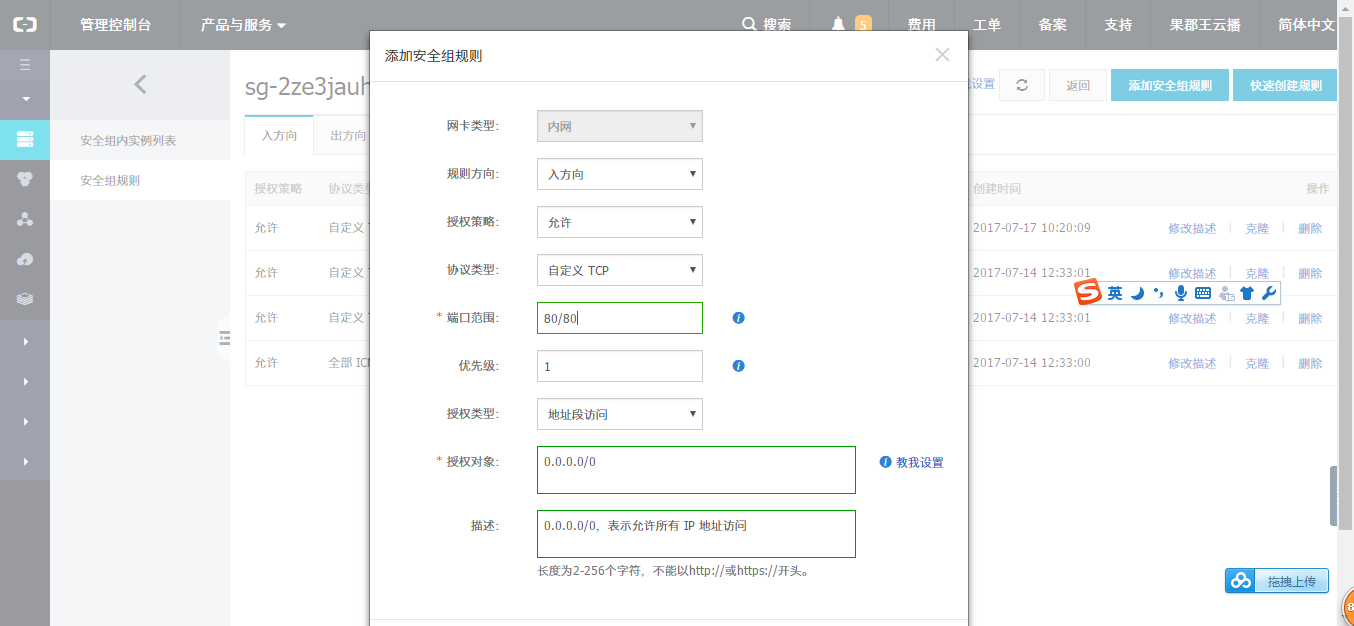 管理控制台 产品与服务 搜索 5 费用 工单 备案 支持 果郡王云播 简体中文
添加安全组规则
sg-2ze3jauh
设置 返回 添加安全组规则 快速创建规则
安全组内实例列表
安全组规则
入方向 出方向
授权策略 协议类 创建时间 操作
允许 自定义 2017-07-17 10:20:09 修改描述 克隆 删除
允许 自定义 2017-07-14 12:33:01 修改描述 克隆 删除
允许 自定义 2017-07-14 12:33:01 修改描述 克隆 删除
允许 全部 IC 2017-07-14 12:33:00 修改描述 克隆 删除
网卡类型: 内网
规则方向: 入方向
授权策略: 允许
协议类型: 自定义 TCP
* 端口范围: 80/80
优先级: 1
授权类型: 地址段访问
* 授权对象: 0.0.0.0/0 教我设置
描述: 0.0.0.0/0，表示允许所有 IP 地址访问
长度为2-256个字符，不能以http://或https://开头。
S 英
拖拽上传
8